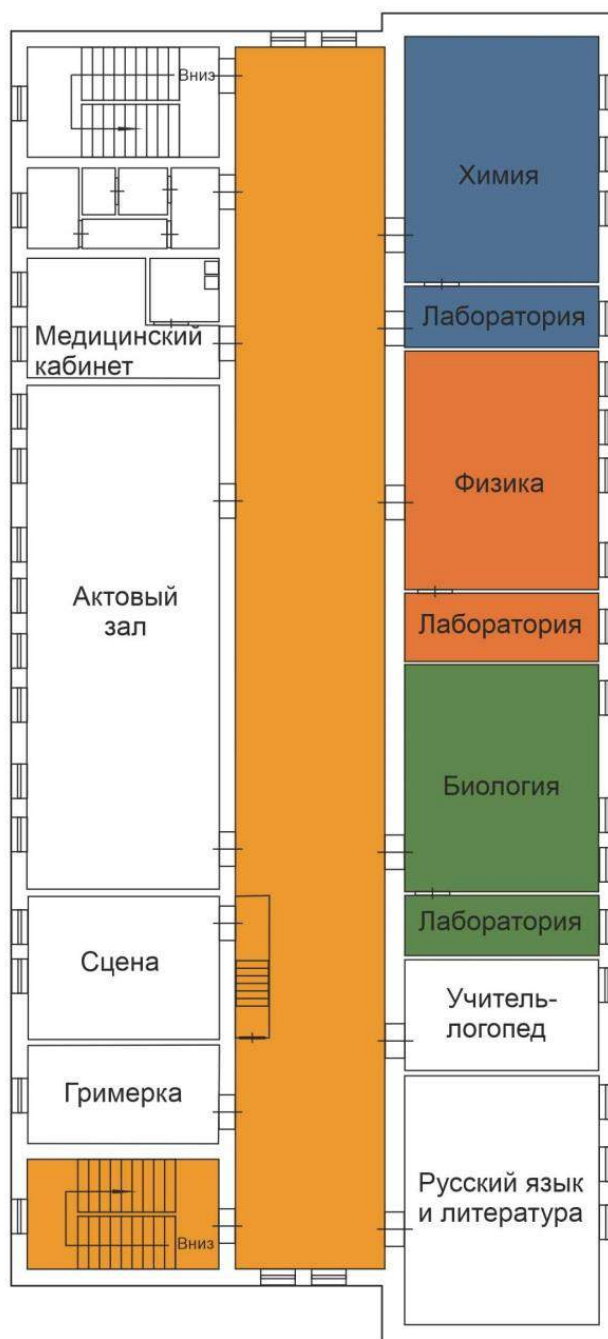 Вниз
Химия
Лаборатория
Медицинский
кабинет
Физика
Актовый
зал
Лаборатория
Биология
Лаборатория
Сцена
Учитель-
логопед
Гримерка
Русский язык
и литература
Вниз